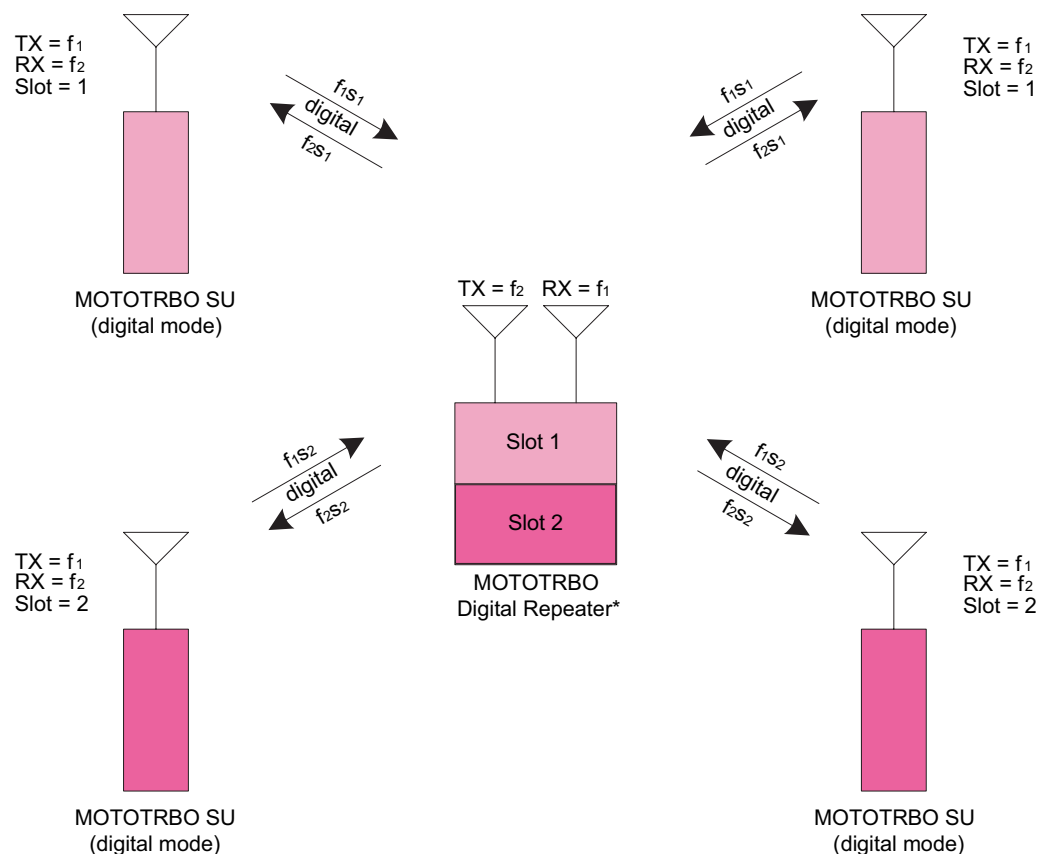 TX = f1
RX = f2
Slot = 1
f1s1
digital
f2s1
MOTOTRBO SU
(digital mode)
f1s1
digital
f2s1
TX = f1
RX = f2
Slot = 1
MOTOTRBO SU
(digital mode)
TX = f2
RX = f1
Slot 1
Slot 2
MOTOTRBO
Digital Repeater*
f1s2
digital
f2s2
TX = f1
RX = f2
Slot = 2
MOTOTRBO SU
(digital mode)
f1s2
digital
f2s2
TX = f1
RX = f2
Slot = 2
MOTOTRBO SU
(digital mode)